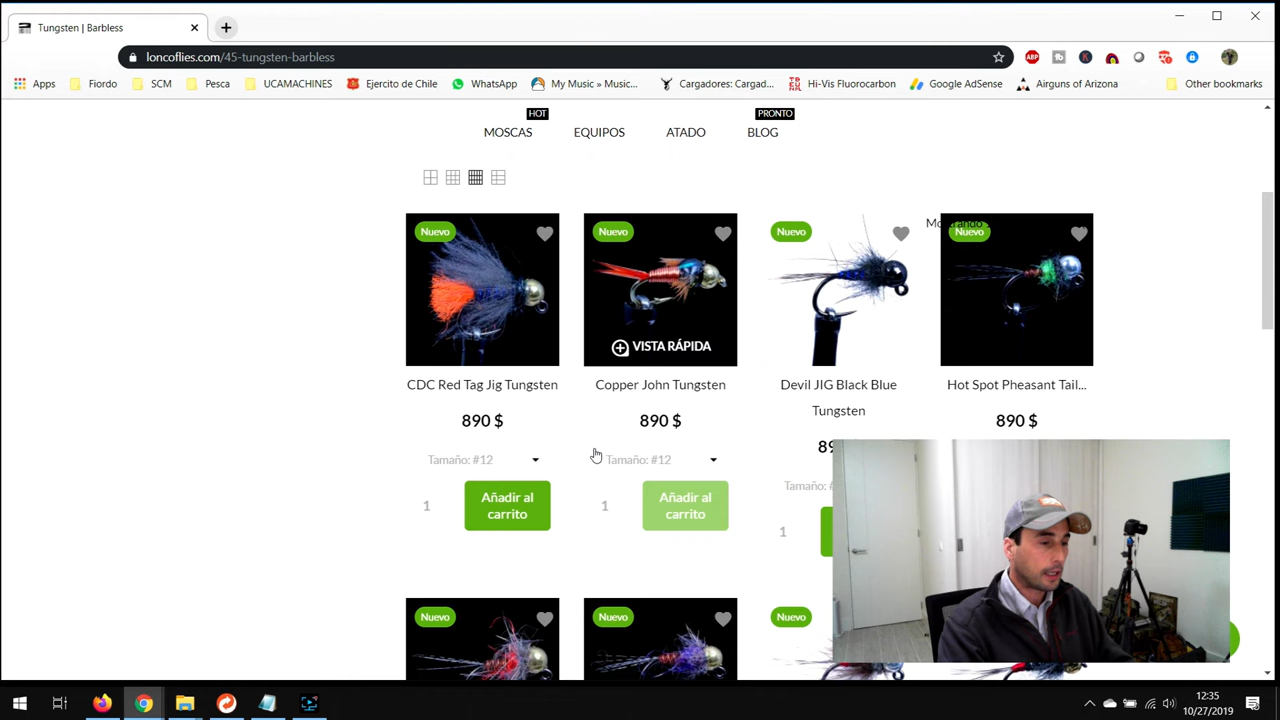 Tungsten | Barbless
loncoflies.com/45-tungsten-barbless
ABP
Apps Fiordo SCM Pesca UCAMACHINES Ejercito de Chile WhatsApp My Music » Music... Cargadores: Cargad... Hi-Vis Fluorocarbon Google AdSense Airguns of Arizona Other bookmarks
HOT PRONTO
MOSCAS EQUIPOS ATADO BLOG
Nuevo Nuevo Nuevo Nuevo
VISTA RÁPIDA
CDC Red Tag Jig Tungsten Copper John Tungsten Devil JIG Black Blue Hot Spot Pheasant Tail...
Tungsten
890 $ 890 $ 890 $
89
Tamaño: #12 Tamaño: #12
Tamaño: #
1 Añadir al 1 Añadir al
carrito carrito
1
Nuevo Nuevo Nuevo
12:35
10/27/2019